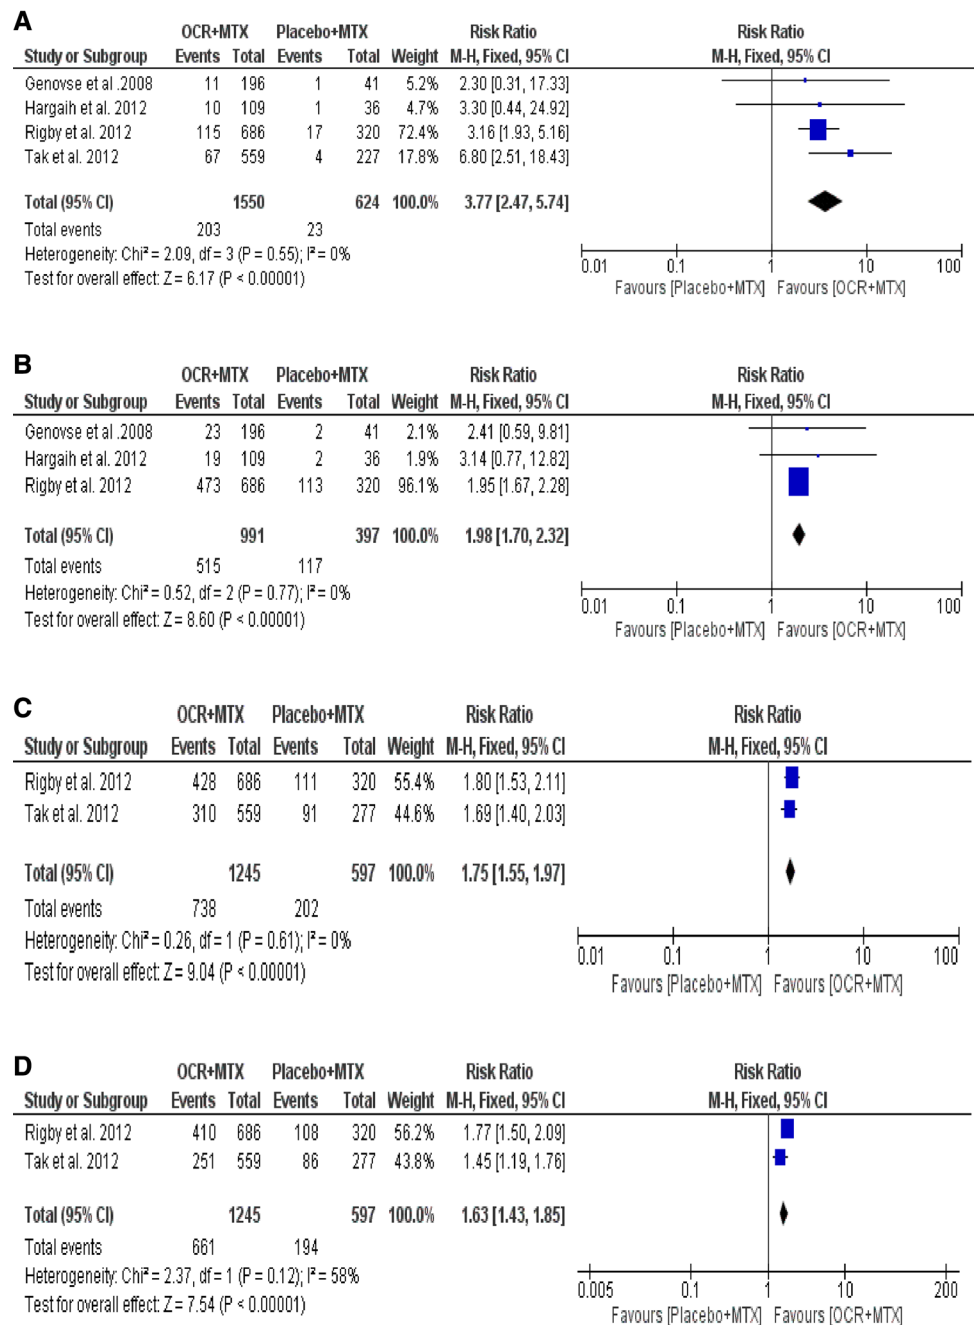 A
OCR+MTX Placebo+MTX Risk Ratio Risk Ratio
Study or Subgroup Events Total Events Total Weight M-H, Fixed, 95% CI M-H, Fixed, 95% CI
Genovse et al .2008 11 196 1 41 5.2% 2.30 [0.31, 17.33]
Hargaih et al. 2012 10 109 1 36 4.7% 3.30 [0.44, 24.92]
Rigby et al. 2012 115 686 17 320 72.4% 3.16 [1.93, 5.16]
Tak et al. 2012 67 559 4 227 17.8% 6.80 [2.51, 18.43]
Total (95% CI) 1550 624 100.0% 3.77 [2.47, 5.74]
Total events 203 23
Heterogeneity: Chi² = 2.09, df = 3 (P = 0.55); I² = 0%
Test for overall effect: Z = 6.17 (P < 0.00001)
0.01 0.1 1 10 100
Favours [Placebo+MTX] Favours [OCR+MTX]
B
OCR+MTX Placebo+MTX Risk Ratio Risk Ratio
Study or Subgroup Events Total Events Total Weight M-H, Fixed, 95% CI M-H, Fixed, 95% CI
Genovse et al .2008 23 196 2 41 2.1% 2.41 [0.59, 9.81]
Hargaih et al. 2012 19 109 2 36 1.9% 3.14 [0.77, 12.82]
Rigby et al. 2012 473 686 113 320 96.1% 1.95 [1.67, 2.28]
Total (95% CI) 991 397 100.0% 1.98 [1.70, 2.32]
Total events 515 117
Heterogeneity: Chi² = 0.52, df = 2 (P = 0.77); I² = 0%
Test for overall effect: Z = 8.60 (P < 0.00001)
0.01 0.1 1 10 100
Favours [Placebo+MTX] Favours [OCR+MTX]
C
OCR+MTX Placebo+MTX Risk Ratio Risk Ratio
Study or Subgroup Events Total Events Total Weight M-H, Fixed, 95% CI M-H, Fixed, 95% CI
Rigby et al. 2012 428 686 111 320 55.4% 1.80 [1.53, 2.11]
Tak et al. 2012 310 559 91 277 44.6% 1.69 [1.40, 2.03]
Total (95% CI) 1245 597 100.0% 1.75 [1.55, 1.97]
Total events 738 202
Heterogeneity: Chi² = 0.26, df = 1 (P = 0.61); I² = 0%
Test for overall effect: Z = 9.04 (P < 0.00001)
0.01 0.1 1 10 100
Favours [Placebo+MTX] Favours [OCR+MTX]
D
OCR+MTX Placebo+MTX Risk Ratio Risk Ratio
Study or Subgroup Events Total Events Total Weight M-H, Fixed, 95% CI M-H, Fixed, 95% CI
Rigby et al. 2012 410 686 108 320 56.2% 1.77 [1.50, 2.09]
Tak et al. 2012 251 559 86 277 43.8% 1.45 [1.19, 1.76]
Total (95% CI) 1245 597 100.0% 1.63 [1.43, 1.85]
Total events 661 194
Heterogeneity: Chi² = 2.37, df = 1 (P = 0.12); I² = 58%
Test for overall effect: Z = 7.54 (P < 0.00001)
0.005 0.1 1 10 200
Favours [Placebo+MTX] Favours [OCR+MTX]